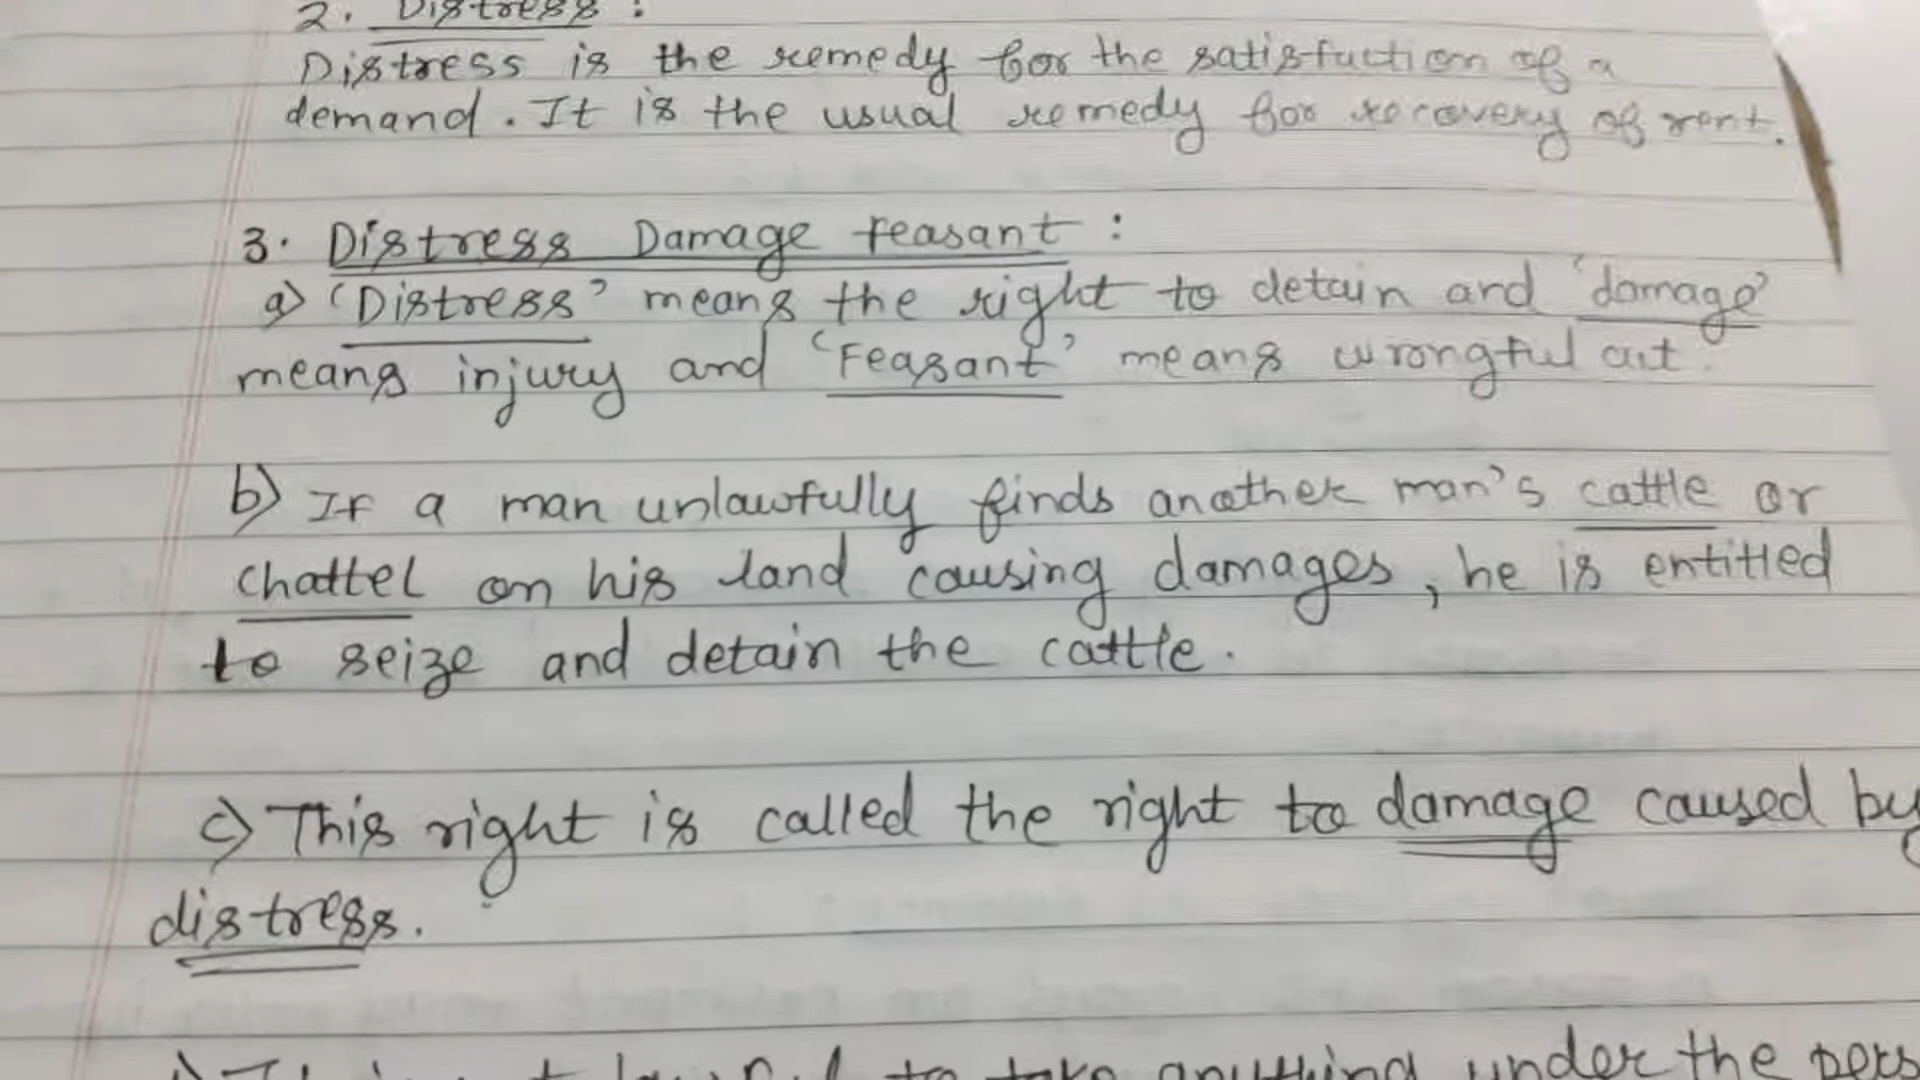 2. Distress :
Distress is the remedy for the satisfaction of a
demand. It is the usual remedy for recovery of rent.
3. Distress Damage feasant :
a) 'Distress' means the right to detain and 'damage'
means injury and 'Feasant' means wrongful act.
b) If a man unlawfully finds another man's cattle or
chattel on his land causing damages, he is entitled
to seize and detain the cattle.
c) This right is called the right to damage caused by
distress.
to take anything under the